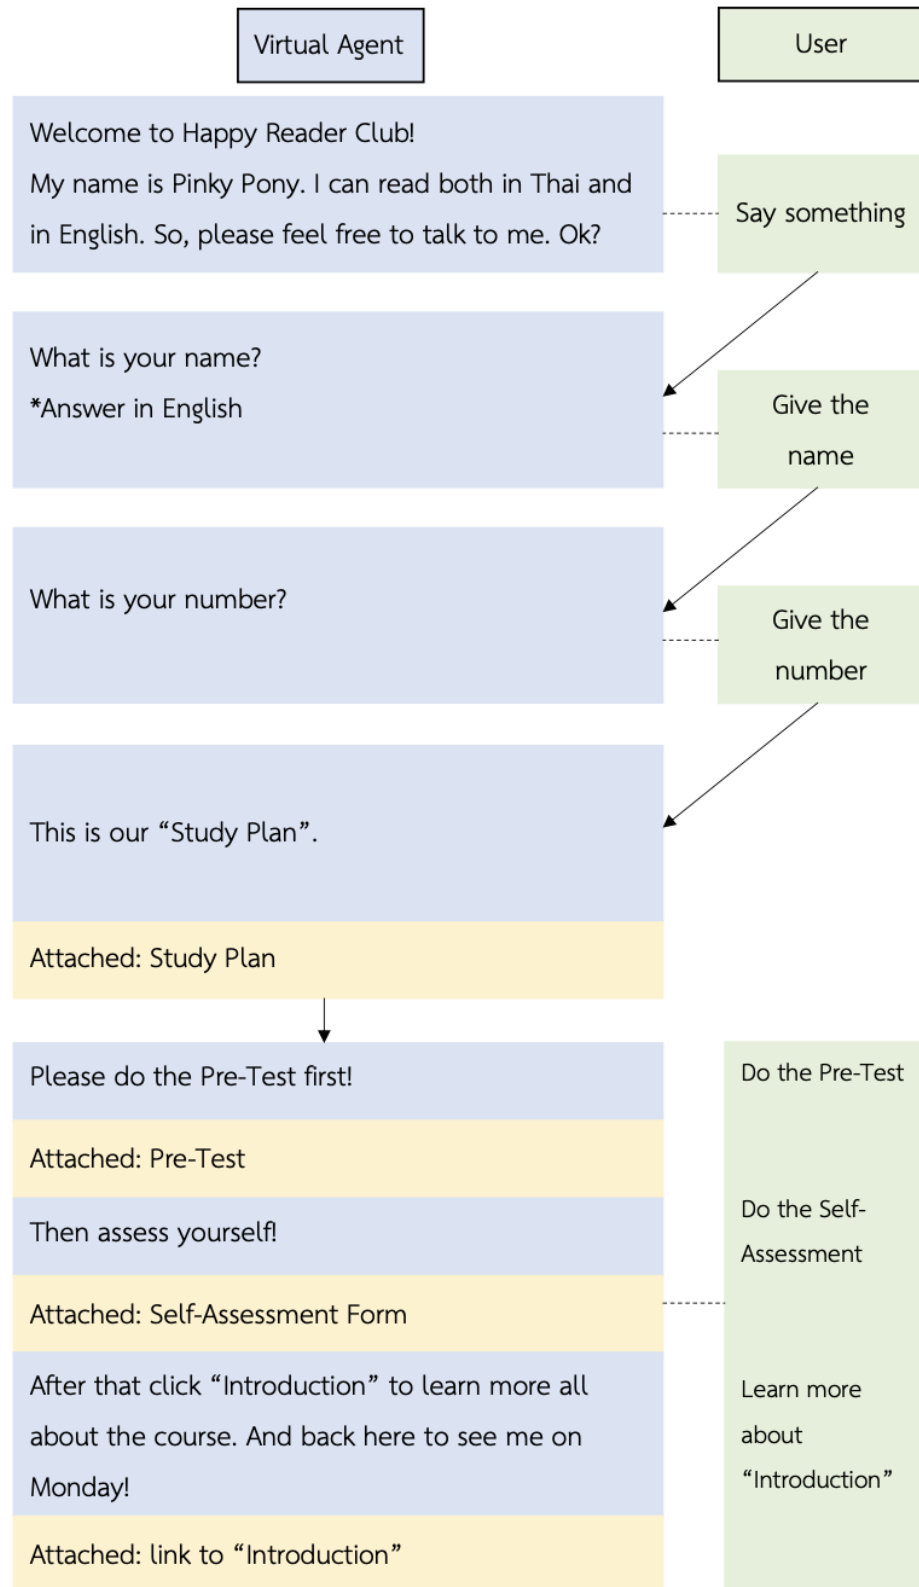 Virtual Agent
User
Welcome to Happy Reader Club!
My name is Pinky Pony. I can read both in Thai and
in English. So, please feel free to talk to me. Ok?
Say something
What is your name?
*Answer in English
Give the
name
What is your number?
Give the
number
This is our “Study Plan”.
Attached: Study Plan
Please do the Pre-Test first!
Do the Pre-Test
Attached: Pre-Test
Then assess yourself!
Do the Self-
Assessment
Attached: Self-Assessment Form
After that click “Introduction” to learn more all
about the course. And back here to see me on
Monday!
Learn more
about
“Introduction”
Attached: link to “Introduction”